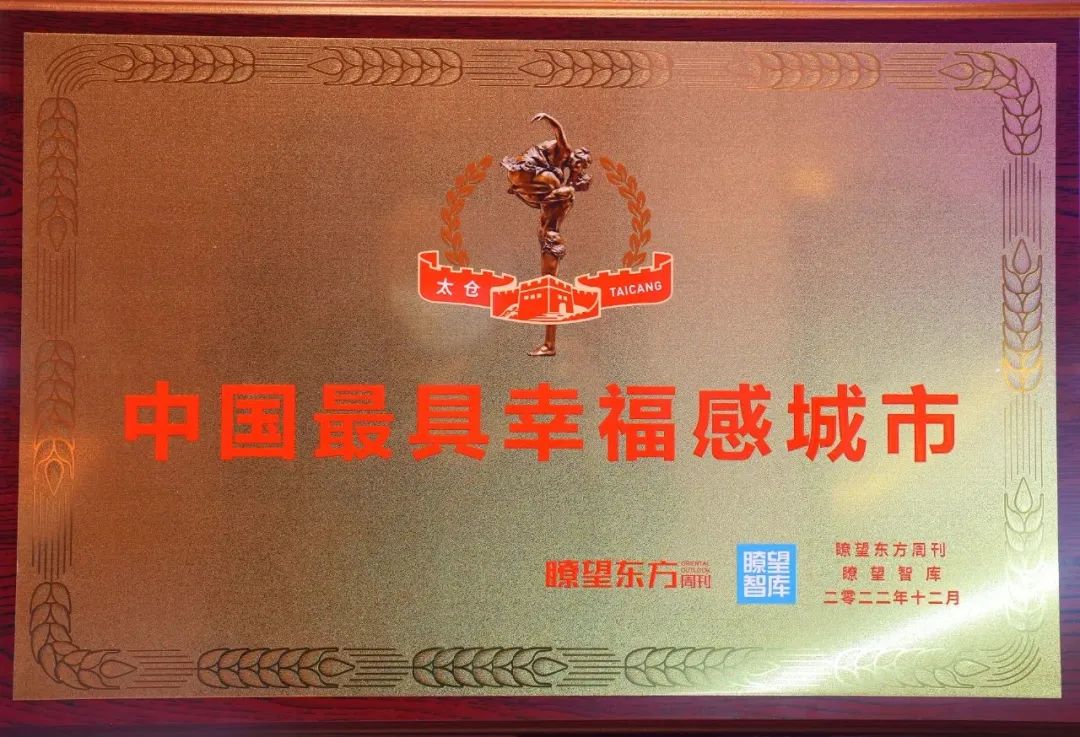 太仓 TAICANG
中国最具幸福感城市
瞭望东方周刊
ORIENTAL
OUTLOOK
瞭望
智库
瞭望东方周刊
瞭望智库
二零二二年十二月